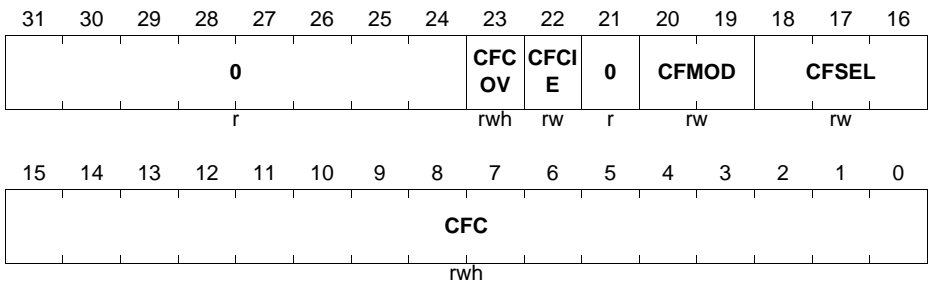 31 30 29 28 27 26 25 24 23 22 21 20 19 18 17 16
0 CFC OV CFCI E 0 CFMOD CFSEL
r rwh rw r rw rw
15 14 13 12 11 10 9 8 7 6 5 4 3 2 1 0
CFC
rwh